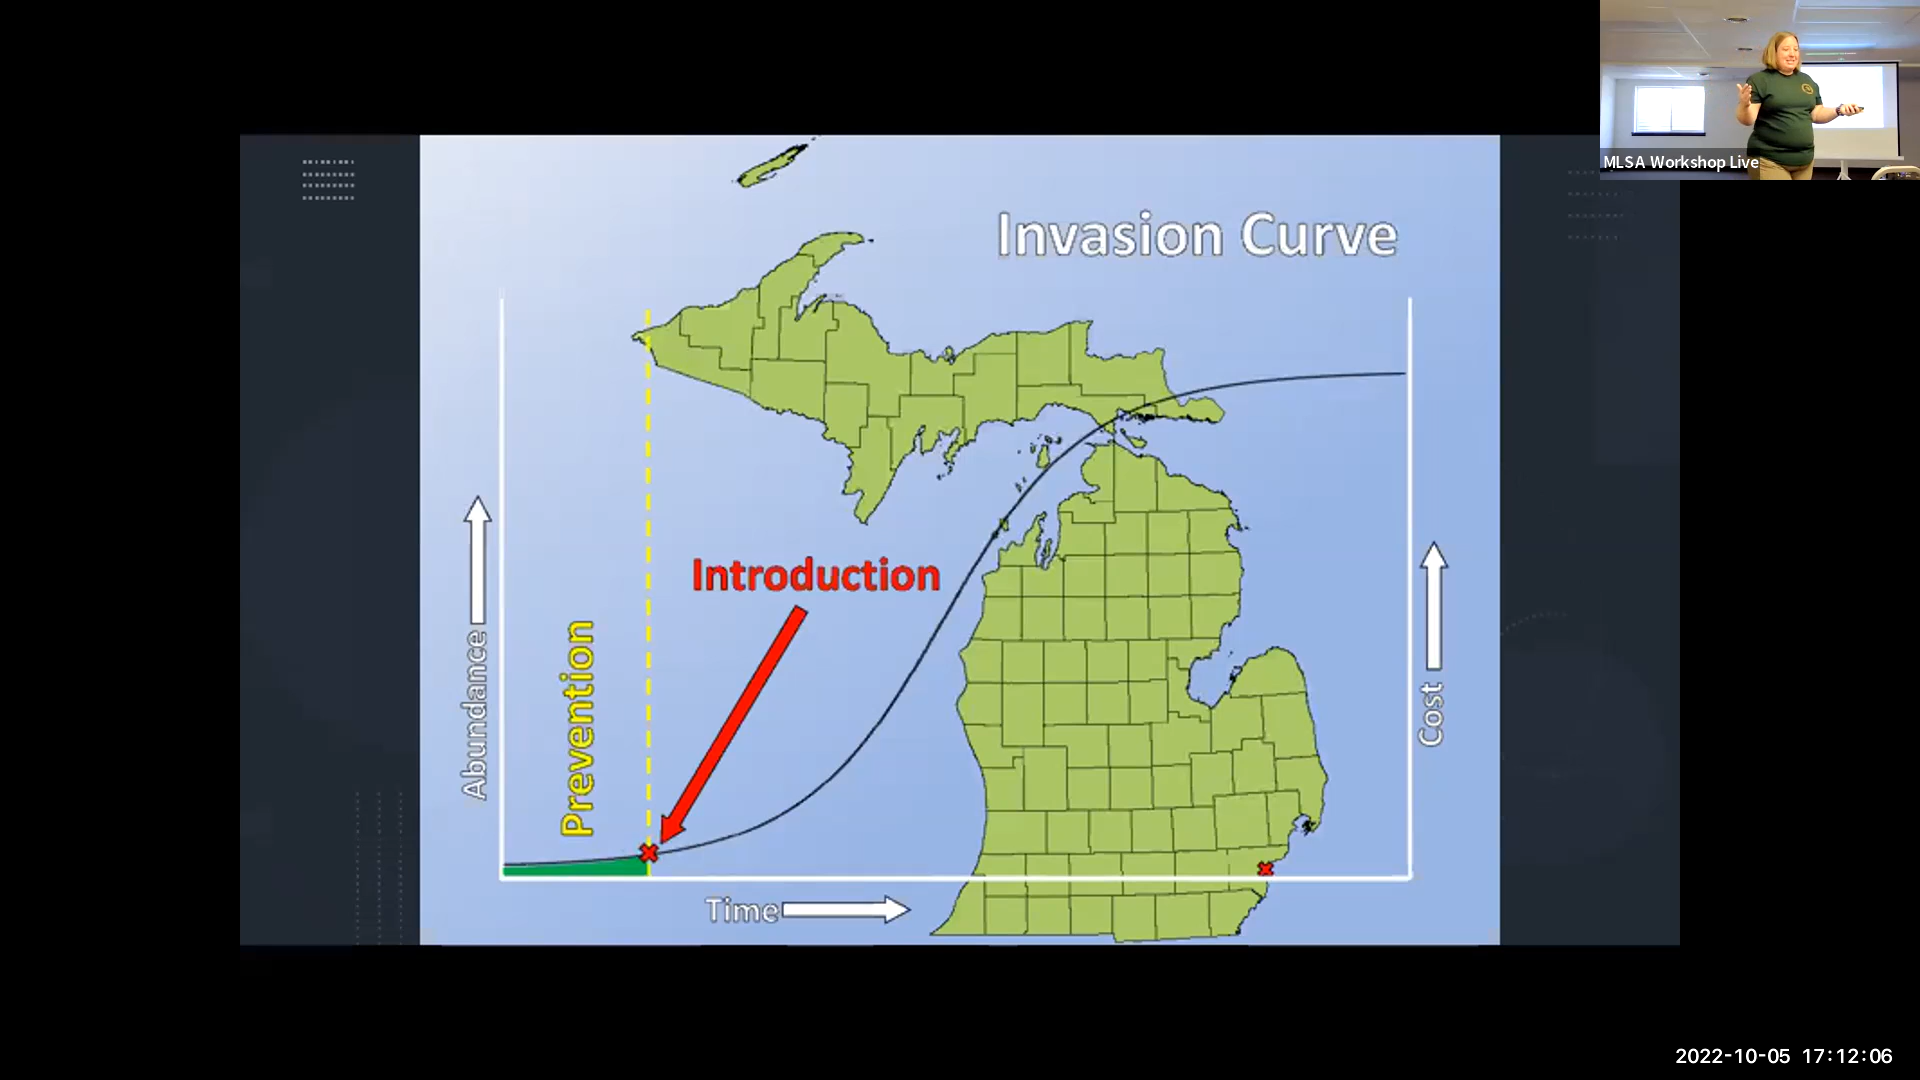 MLSA Workshop Live
Invasion Curve
Introduction
Prevention
Abundance
Cost
Time
2022-10-05 17:12:06